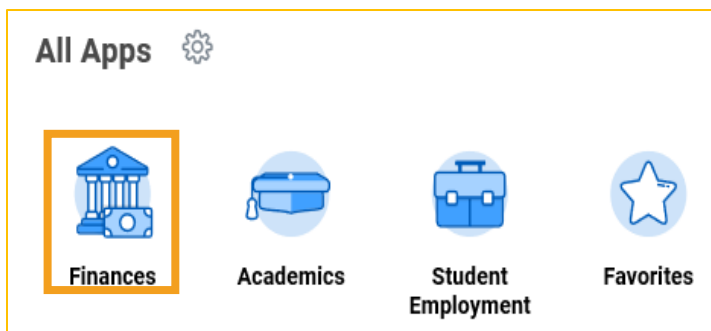 All Apps
Finances
Academics
Student
Employment
Favorites